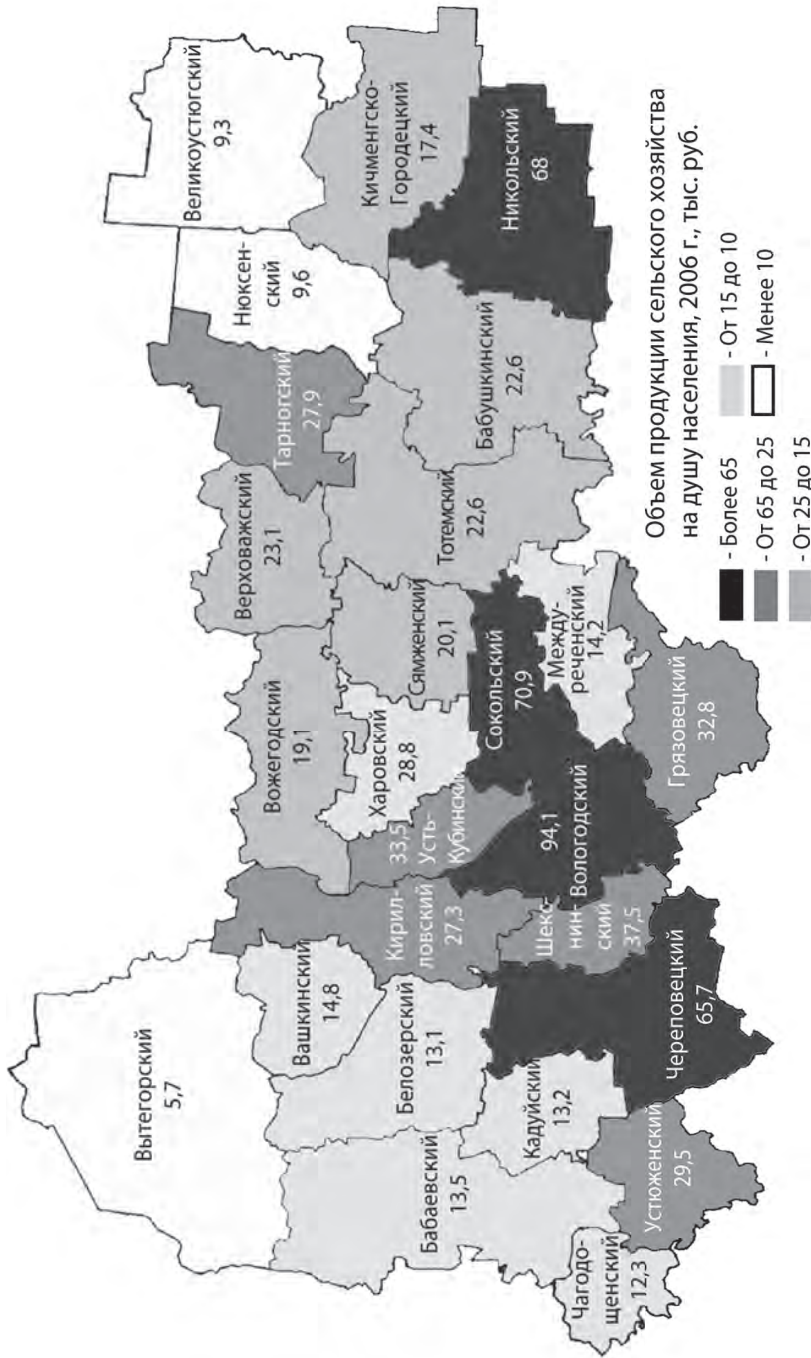 Вытегорский
5,7
Вашкинский
14,8
Белозерский
13,1
Бабаевский
13,5
Кадуйский
13,2
Чагодо-
щенский
12,3
Устюженский
29,5
Череповецкий
65,7
Шекс-
нин-
ский
37,5
Кирил-
ловский
27,3
Вожегодский
19,1
33,5
Усть-
Кубинский
Харовский
28,8
Вологодский
94,1
Сокольский
70,9
Сямженский
20,1
Верховажский
23,1
Между-
реченский
14,2
Грязовецкий
32,8
Тотемский
22,6
Тарногский
27,9
Бабушкинский
22,6
Нюксен-
ский
9,6
Великоустюгский
9,3
Кичменгско-
Городецкий
17,4
Никольский
68
Объем продукции сельского хозяйства
на душу населения, 2006 г., тыс. руб.
- Более 65
- От 65 до 25
- От 25 до 15
- От 15 до 10
- Менее 10